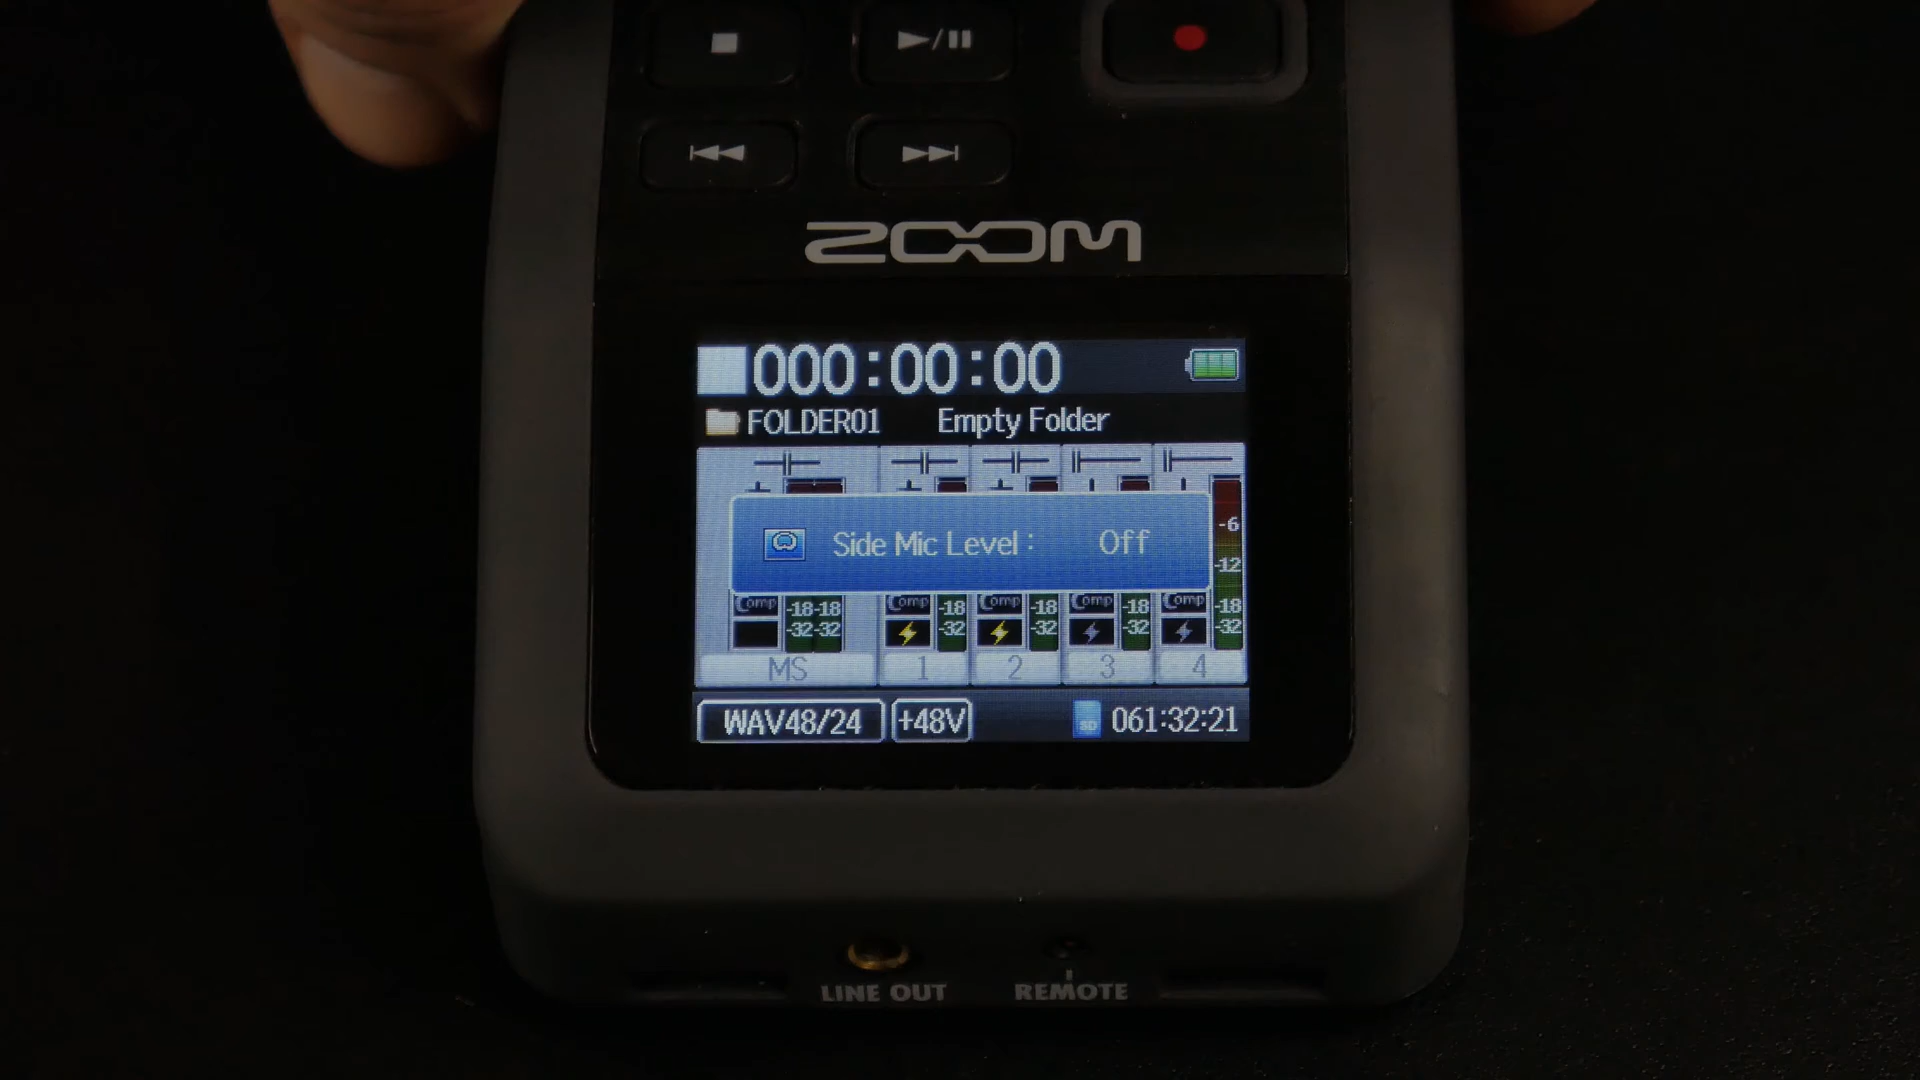 ZOOM
000:00:00
FOLDER01 Empty Folder
Side Mic Level : Off
-6
-12
Comp -18 -18 Comp -18 Comp -18 Comp -18 Comp -18
-32 -32 -32 -32 -32 -32
MS 1 2 3 4
WAV48/24 +48V SD 061:32:21
LINE OUT REMOTE